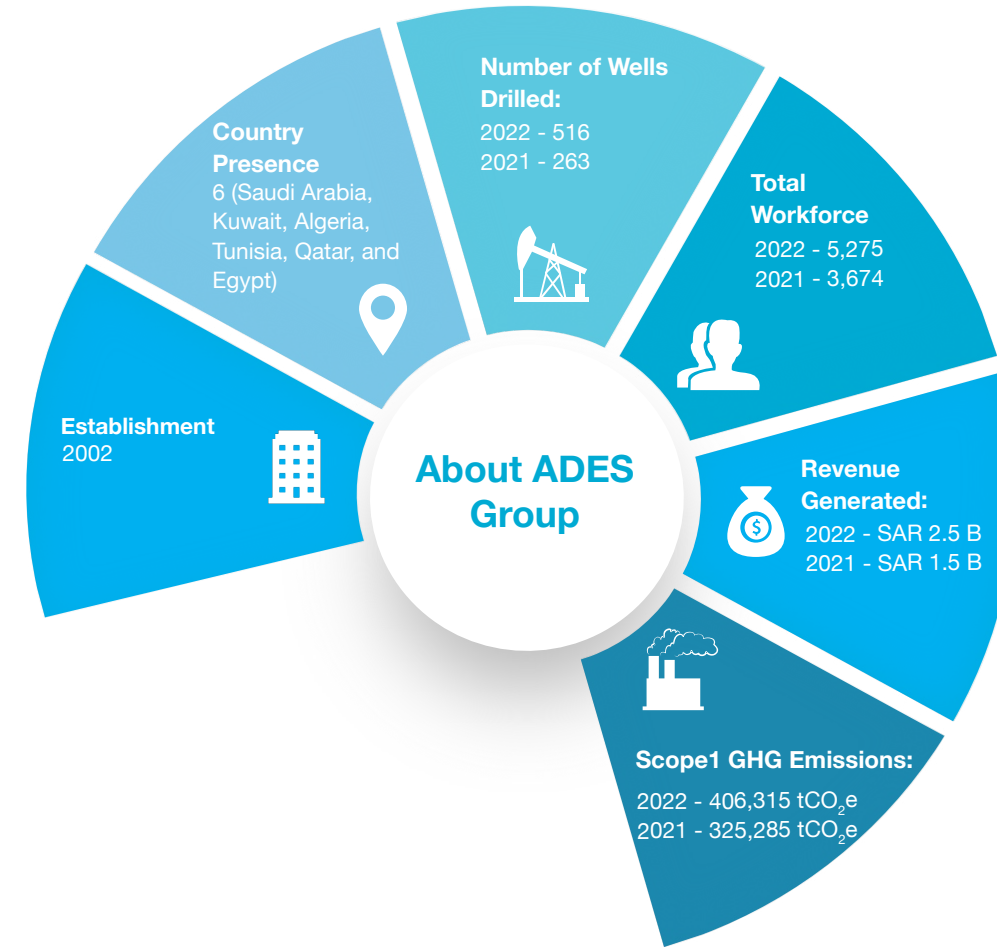 Establishment
2002
Country
Presence
6 (Saudi Arabia,
Kuwait, Algeria,
Tunisia, Qatar, and
Egypt)
Number of Wells
Drilled:
2022 - 516
2021 - 263
Total
Workforce
2022 - 5,275
2021 - 3,674
Revenue
Generated:
2022 - SAR 2.5 B
2021 - SAR 1.5 B
$
Scope1 GHG Emissions:
2022 - 406,315 tCO₂e
2021 - 325,285 tCO₂e
About ADES
Group